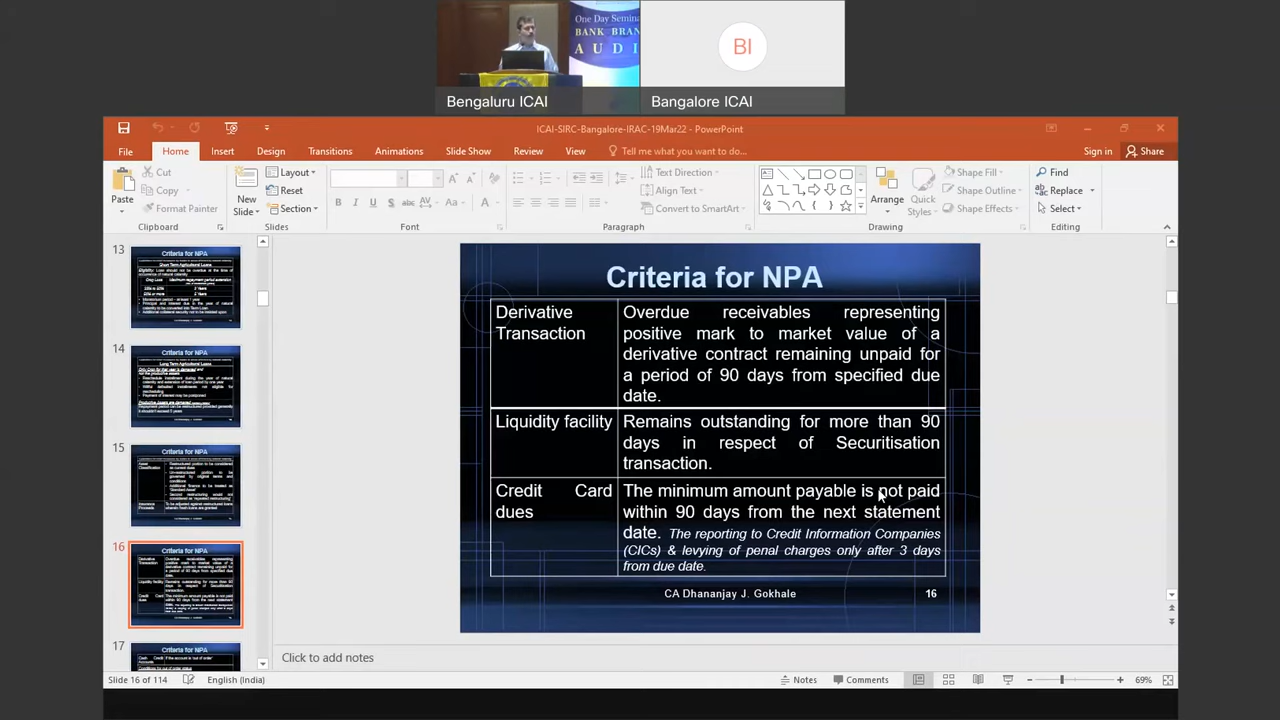 One Day Semina
BANK BRAN
A U D I
BI
Bengaluru ICAI
Bangalore ICAI
ICAI-SIRC-Bangalore-IRAC-19Mar22 - PowerPoint
File Home Insert Design Transitions Animations Slide Show Review View Tell me what you want to do... Sign in Share
Paste
Cut
Copy
Format Painter
Clipboard
New
Slide
Layout
Reset
Section
Slides
Font
Text Direction
Align Text
Convert to SmartArt
Paragraph
Arrange
Quick
Styles
Shape Fill
Shape Outline
Shape Effects
Drawing
Find
Replace
Select
Editing
13
Criteria for NPA
Short Term Agricultural Loans
14
Criteria for NPA
Long Term Agricultural Loans
15
16
Criteria for NPA
17
Criteria for NPA
Criteria for NPA
Derivative
Transaction
Overdue receivables representing
positive mark to market value of a
derivative contract remaining unpaid for
a period of 90 days from specified due
date.
Liquidity facility
Remains outstanding for more than 90
days in respect of Securitisation
transaction.
Credit Card
dues
The minimum amount payable is not paid
within 90 days from the next statement
date. The reporting to Credit Information Companies
(CICs) & levying of penal charges only after 3 days
from due date.
CA Dhananjay J. Gokhale
16
Click to add notes
Slide 16 of 114 English (India) Notes Comments 69%